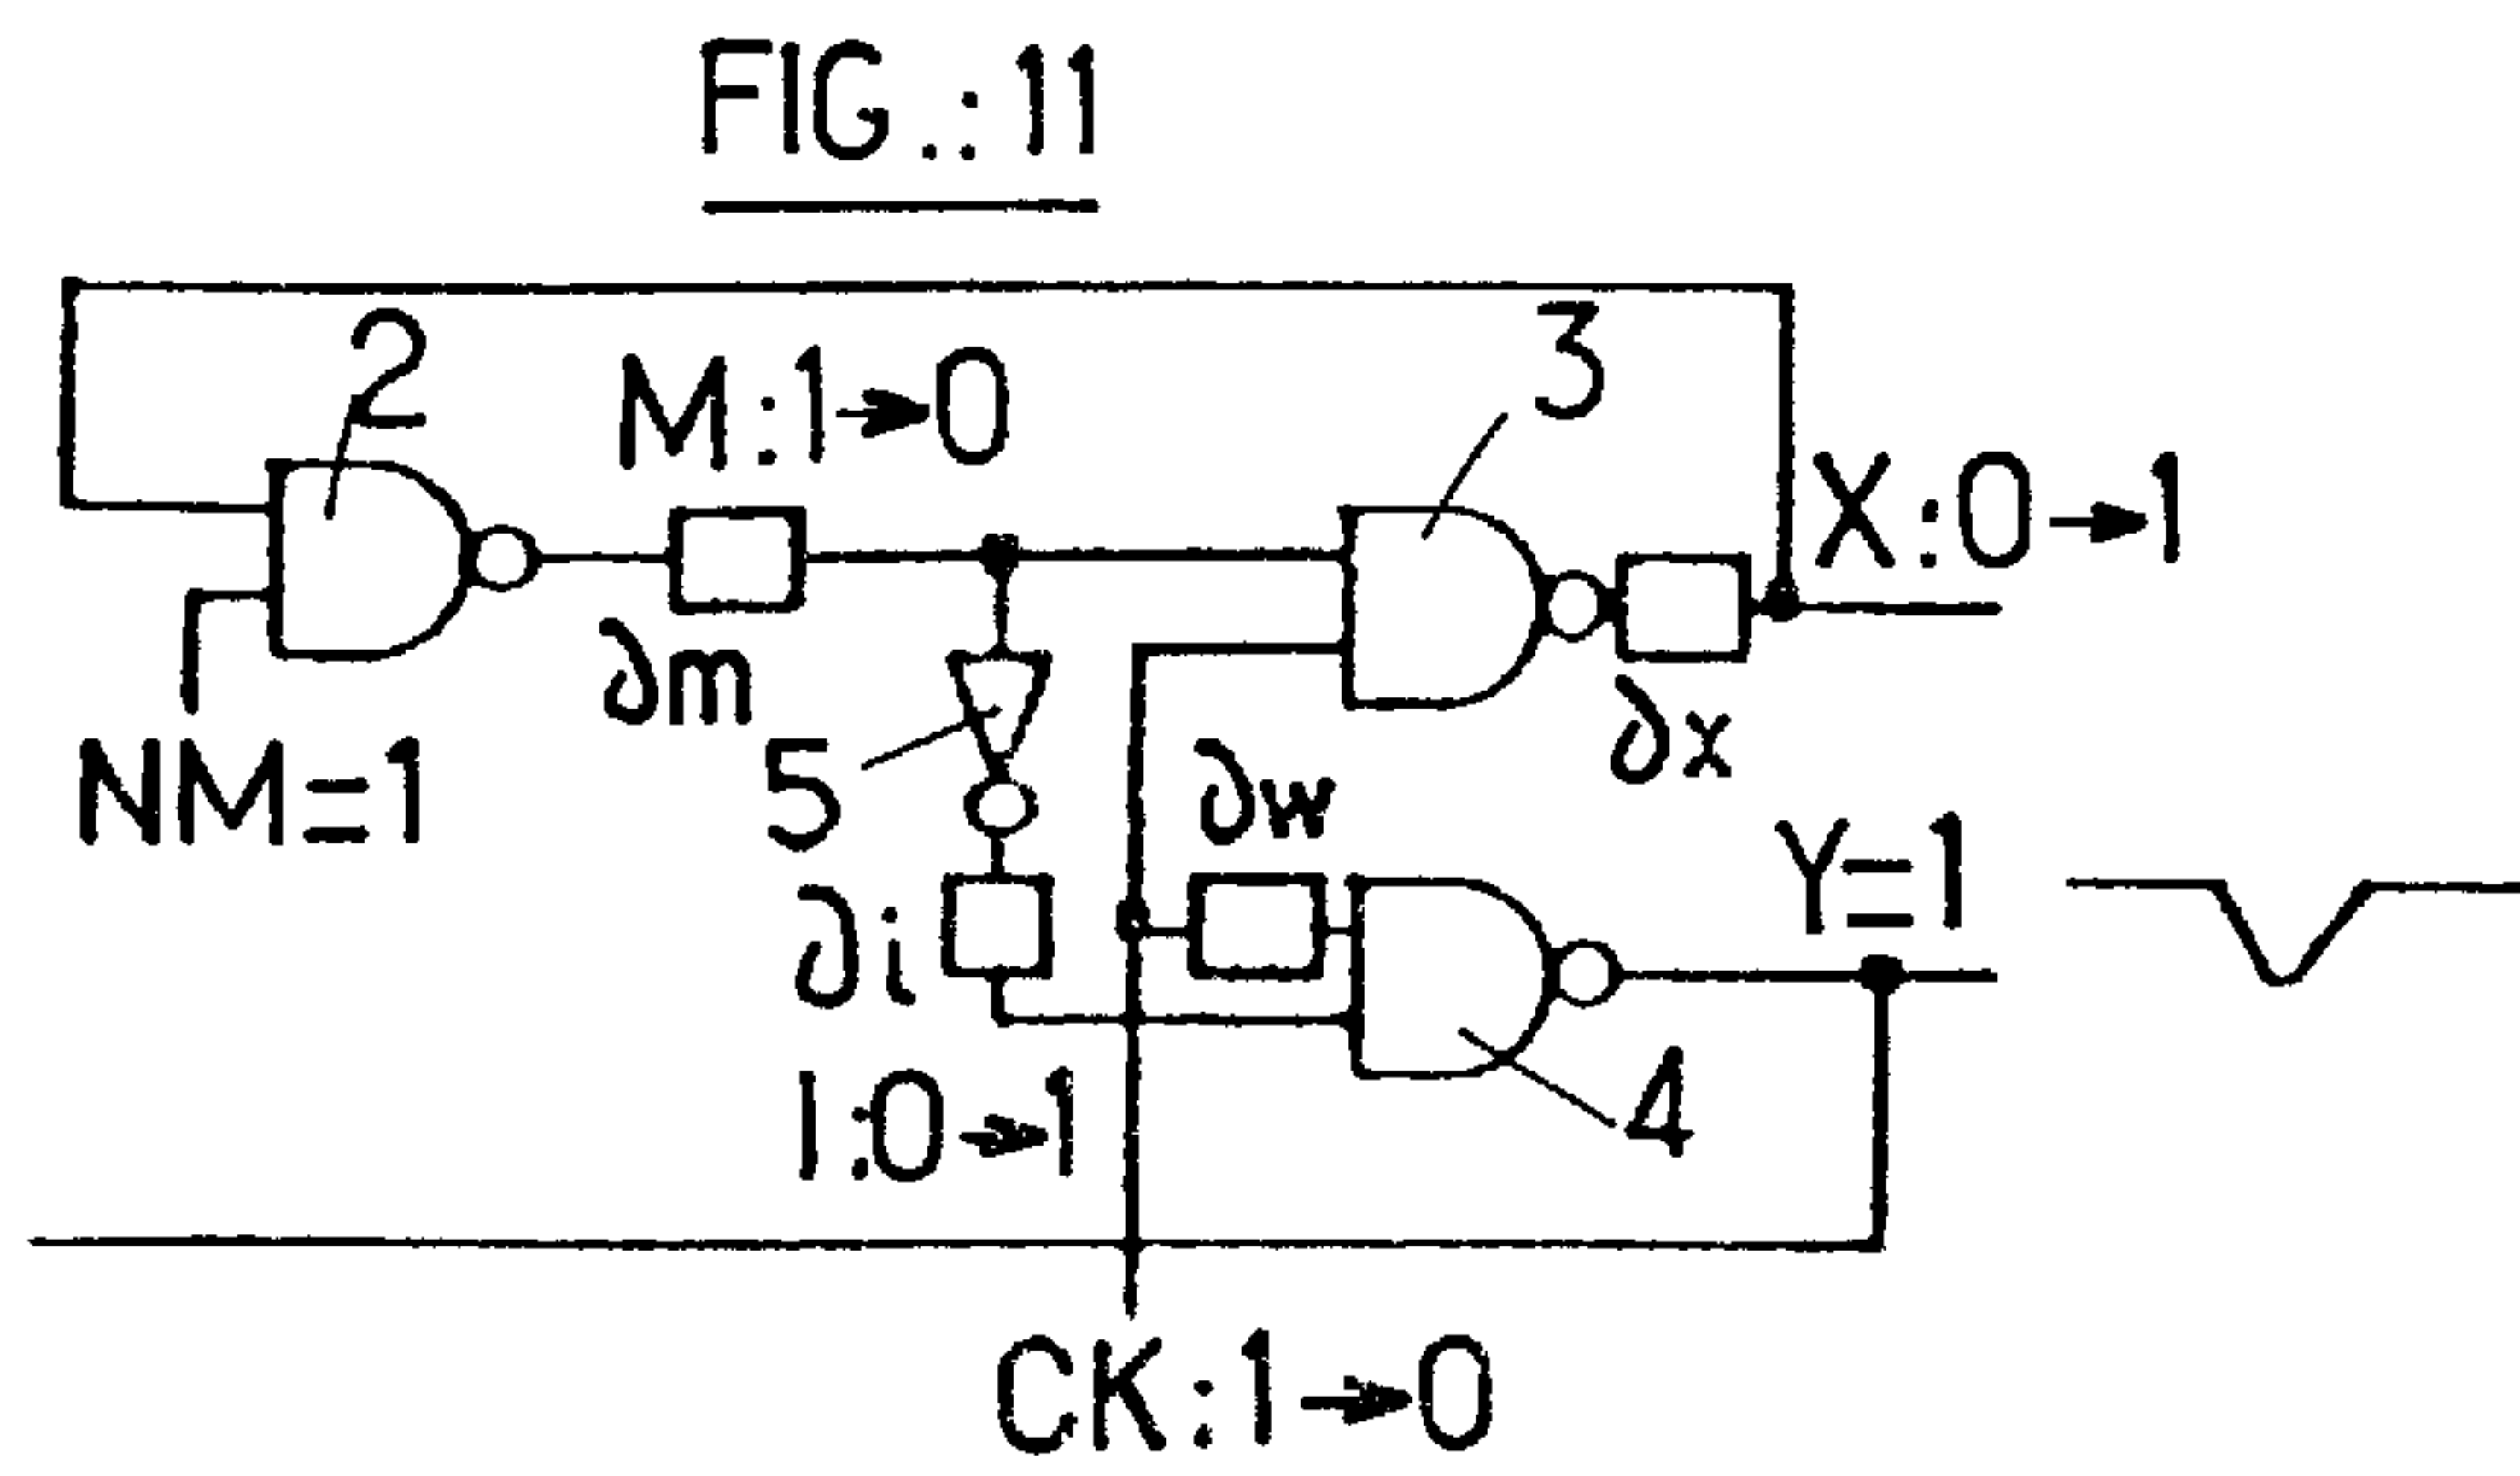 FIG.: 11
2
M:1→0
3
X:0→1
∂m
∂x
NM=1
5
∂w
Y=1
∂i
I:0→1
4
CK:1→0